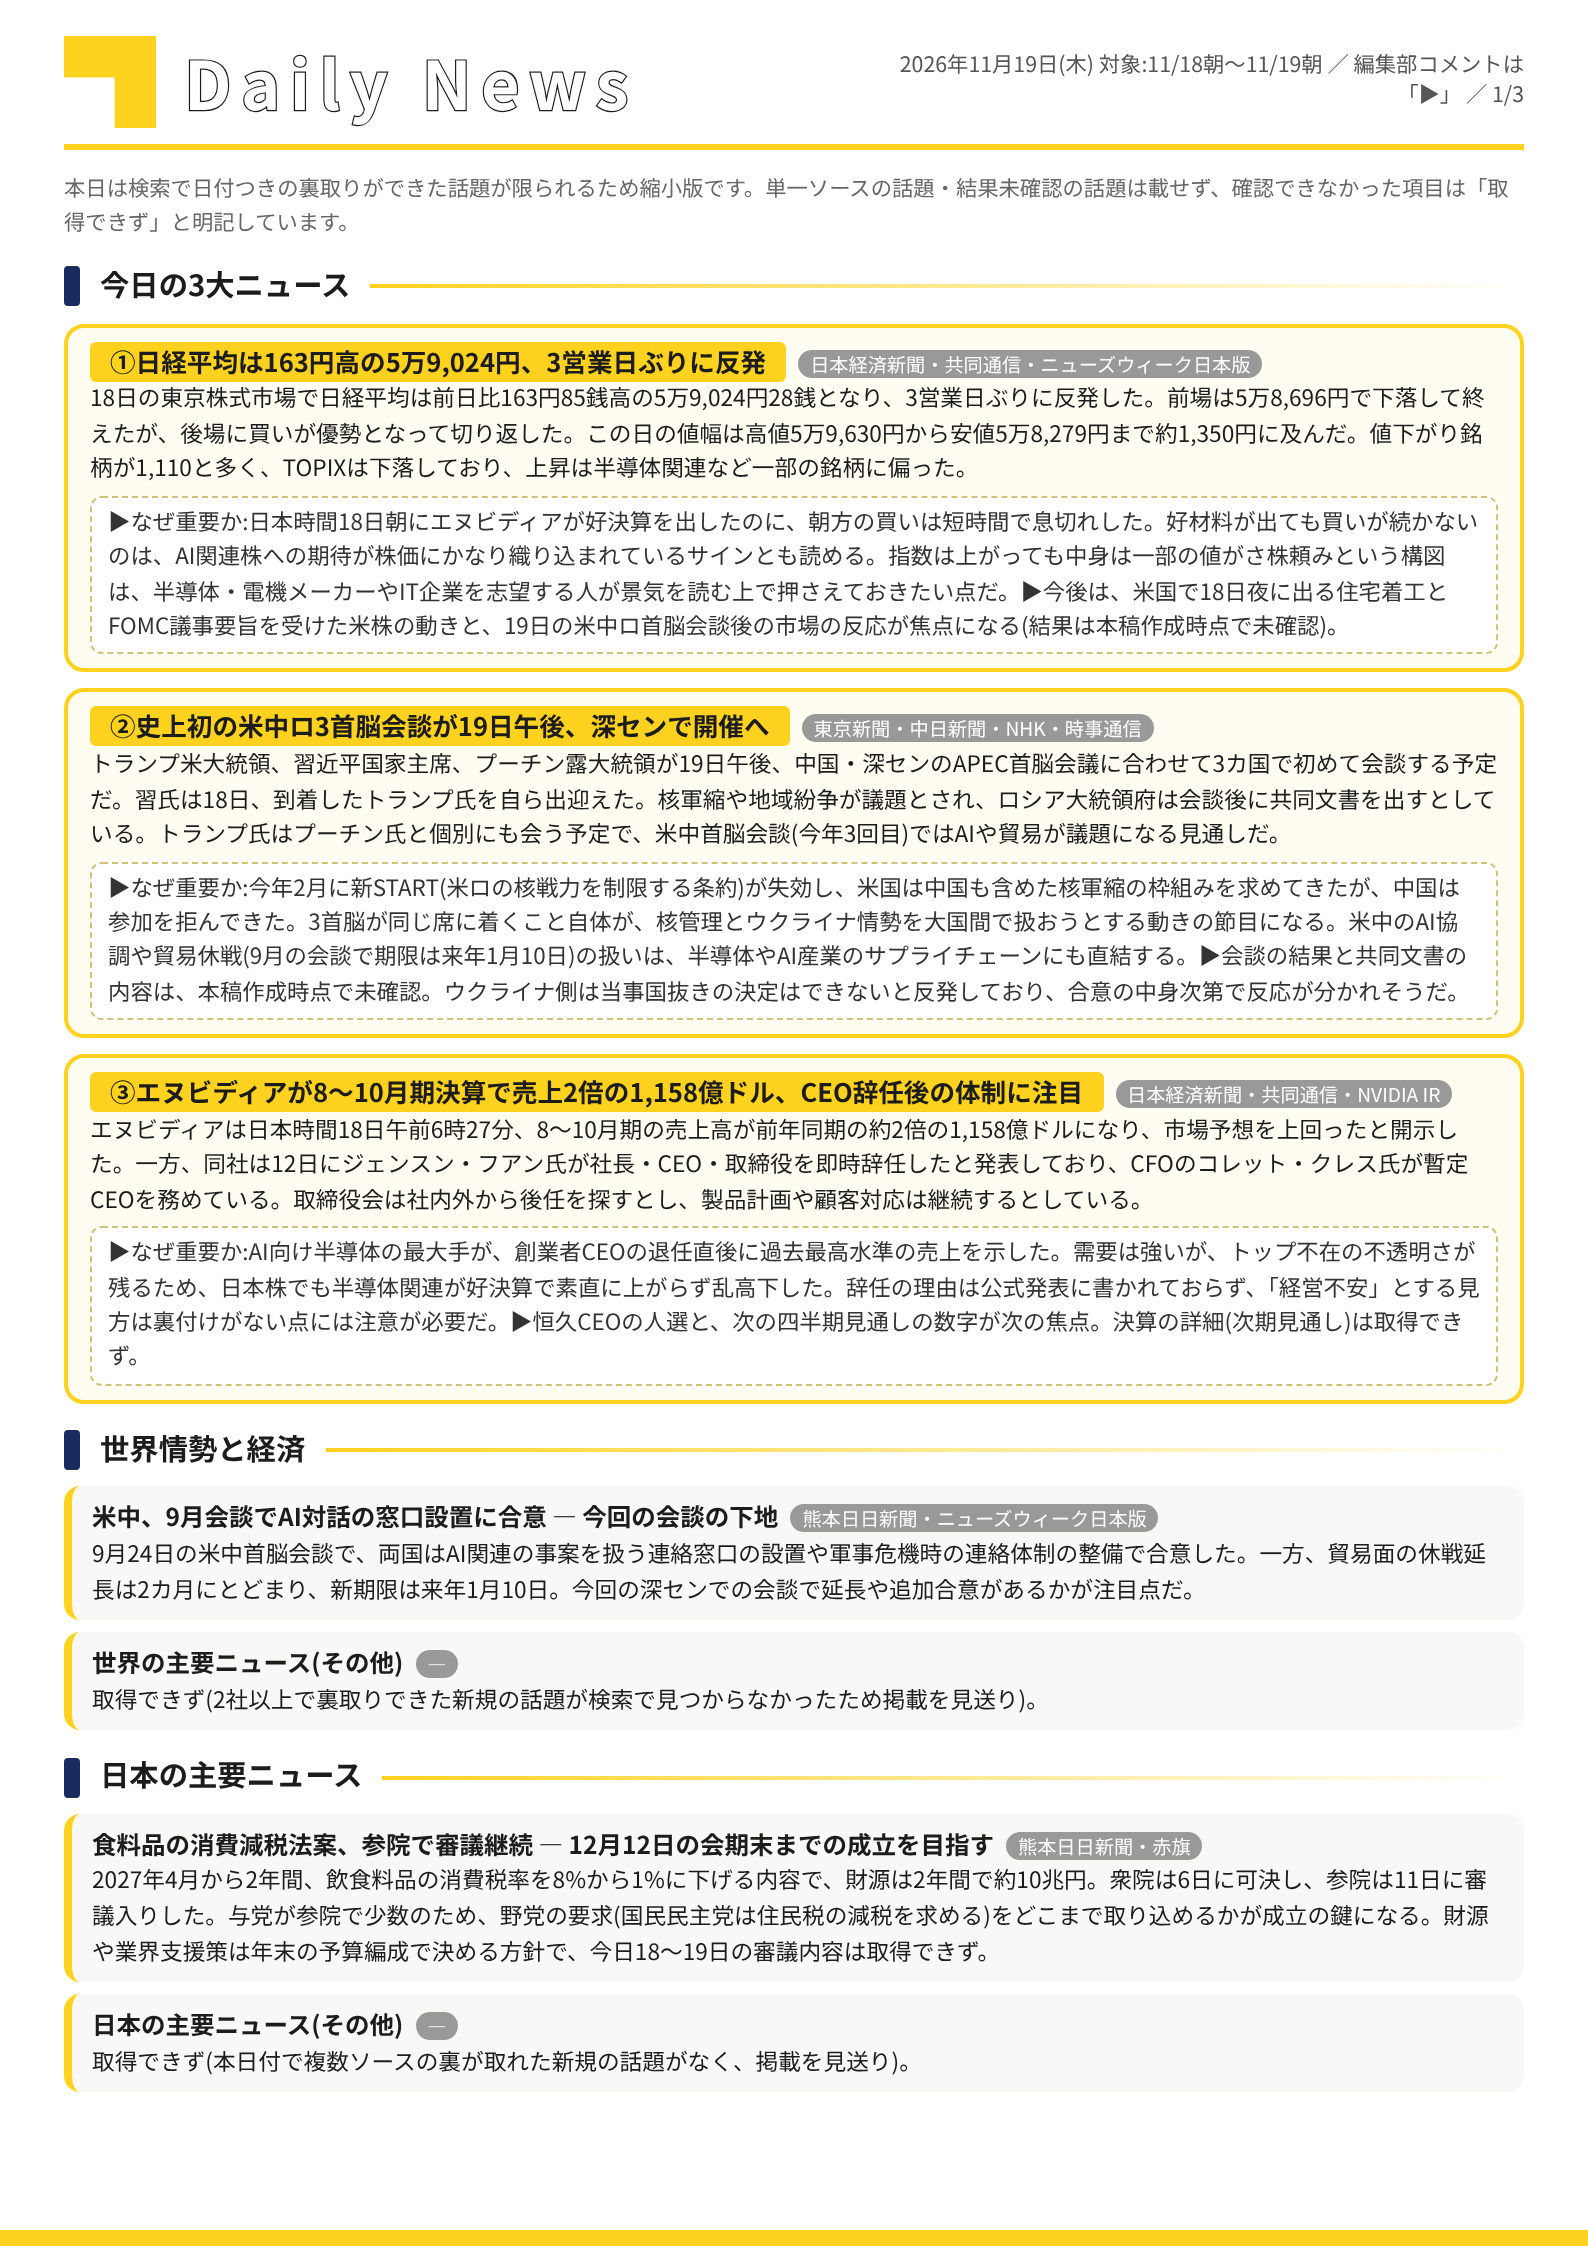 Daily News
2026年11月19日(木) 対象:11/18朝〜11/19朝 ／ 編集部コメントは
「▶」 ／ 1/3
本日は検索で日付つきの裏取りができた話題が限られるため縮小版です。単一ソースの話題・結果未確認の話題は載せず、確認できなかった項目は「取
得できず」と明記しています。
今日の3大ニュース
①日経平均は163円高の5万9,024円、3営業日ぶりに反発 日本経済新聞・共同通信・ニューズウィーク日本版
18日の東京株式市場で日経平均は前日比163円85銭高の5万9,024円28銭となり、3営業日ぶりに反発した。前場は5万8,696円で下落して終
えたが、後場に買いが優勢となって切り返した。この日の値幅は高値5万9,630円から安値5万8,279円まで約1,350円に及んだ。値下がり銘
柄が1,110と多く、TOPIXは下落しており、上昇は半導体関連など一部の銘柄に偏った。
▶なぜ重要か:日本時間18日朝にエヌビディアが好決算を出したのに、朝方の買いは短時間で息切れした。好材料が出ても買いが続かない
のは、AI関連株への期待が株価にかなり織り込まれているサインとも読める。指数は上がっても中身は一部の値がさ株頼みという構図
は、半導体・電機メーカーやIT企業を志望する人が景気を読む上で押さえておきたい点だ。▶今後は、米国で18日夜に出る住宅着工と
FOMC議事要旨を受けた米株の動きと、19日の米中ロ首脳会談後の市場の反応が焦点になる(結果は本稿作成時点で未確認)。
②史上初の米中ロ3首脳会談が19日午後、深センで開催へ 東京新聞・中日新聞・NHK・時事通信
トランプ米大統領、習近平国家主席、プーチン露大統領が19日午後、中国・深センのAPEC首脳会議に合わせて3カ国で初めて会談する予定
だ。習氏は18日、到着したトランプ氏を自ら出迎えた。核軍縮や地域紛争が議題とされ、ロシア大統領府は会談後に共同文書を出すとして
いる。トランプ氏はプーチン氏と個別にも会う予定で、米中首脳会談(今年3回目)ではAIや貿易が議題になる見通しだ。
▶なぜ重要か:今年2月に新START(米ロの核戦力を制限する条約)が失効し、米国は中国も含めた核軍縮の枠組みを求めてきたが、中国は
参加を拒んできた。3首脳が同じ席に着くこと自体が、核管理とウクライナ情勢を大国間で扱おうとする動きの節目になる。米中のAI協
調や貿易休戦(9月の会談で期限は来年1月10日)の扱いは、半導体やAI産業のサプライチェーンにも直結する。▶会談の結果と共同文書の
内容は、本稿作成時点で未確認。ウクライナ側は当事国抜きの決定はできないと反発しており、合意の中身次第で反応が分かれそうだ。
③エヌビディアが8〜10月期決算で売上2倍の1,158億ドル、CEO辞任後の体制に注目 日本経済新聞・共同通信・NVIDIA IR
エヌビディアは日本時間18日午前6時27分、8〜10月期の売上高が前年同期の約2倍の1,158億ドルになり、市場予想を上回ったと開示し
た。一方、同社は12日にジェンスン・フアン氏が社長・CEO・取締役を即時辞任したと発表しており、CFOのコレット・クレス氏が暫定
CEOを務めている。取締役会は社内外から後任を探すとし、製品計画や顧客対応は継続するとしている。
▶なぜ重要か:AI向け半導体の最大手が、創業者CEOの退任直後に過去最高水準の売上を示した。需要は強いが、トップ不在の不透明さが
残るため、日本株でも半導体関連が好決算で素直に上がらず乱高下した。辞任の理由は公式発表に書かれておらず、「経営不安」とする見
方は裏付けがない点には注意が必要だ。▶恒久CEOの人選と、次の四半期見通しの数字が次の焦点。決算の詳細(次期見通し)は取得でき
ず。
世界情勢と経済
米中、9月会談でAI対話の窓口設置に合意 — 今回の会談の下地 熊本日日新聞・ニューズウィーク日本版
9月24日の米中首脳会談で、両国はAI関連の事案を扱う連絡窓口の設置や軍事危機時の連絡体制の整備で合意した。一方、貿易面の休戦延
長は2カ月にとどまり、新期限は来年1月10日。今回の深センでの会談で延長や追加合意があるかが注目点だ。
世界の主要ニュース(その他) —
取得できず(2社以上で裏取りできた新規の話題が検索で見つからなかったため掲載を見送り)。
日本の主要ニュース
食料品の消費減税法案、参院で審議継続 — 12月12日の会期末までの成立を目指す 熊本日日新聞・赤旗
2027年4月から2年間、飲食料品の消費税率を8%から1%に下げる内容で、財源は2年間で約10兆円。衆院は6日に可決し、参院は11日に審
議入りした。与党が参院で少数のため、野党の要求(国民民主党は住民税の減税を求める)をどこまで取り込めるかが成立の鍵になる。財源
や業界支援策は年末の予算編成で決める方針で、今日18〜19日の審議内容は取得できず。
日本の主要ニュース(その他) —
取得できず(本日付で複数ソースの裏が取れた新規の話題がなく、掲載を見送り)。